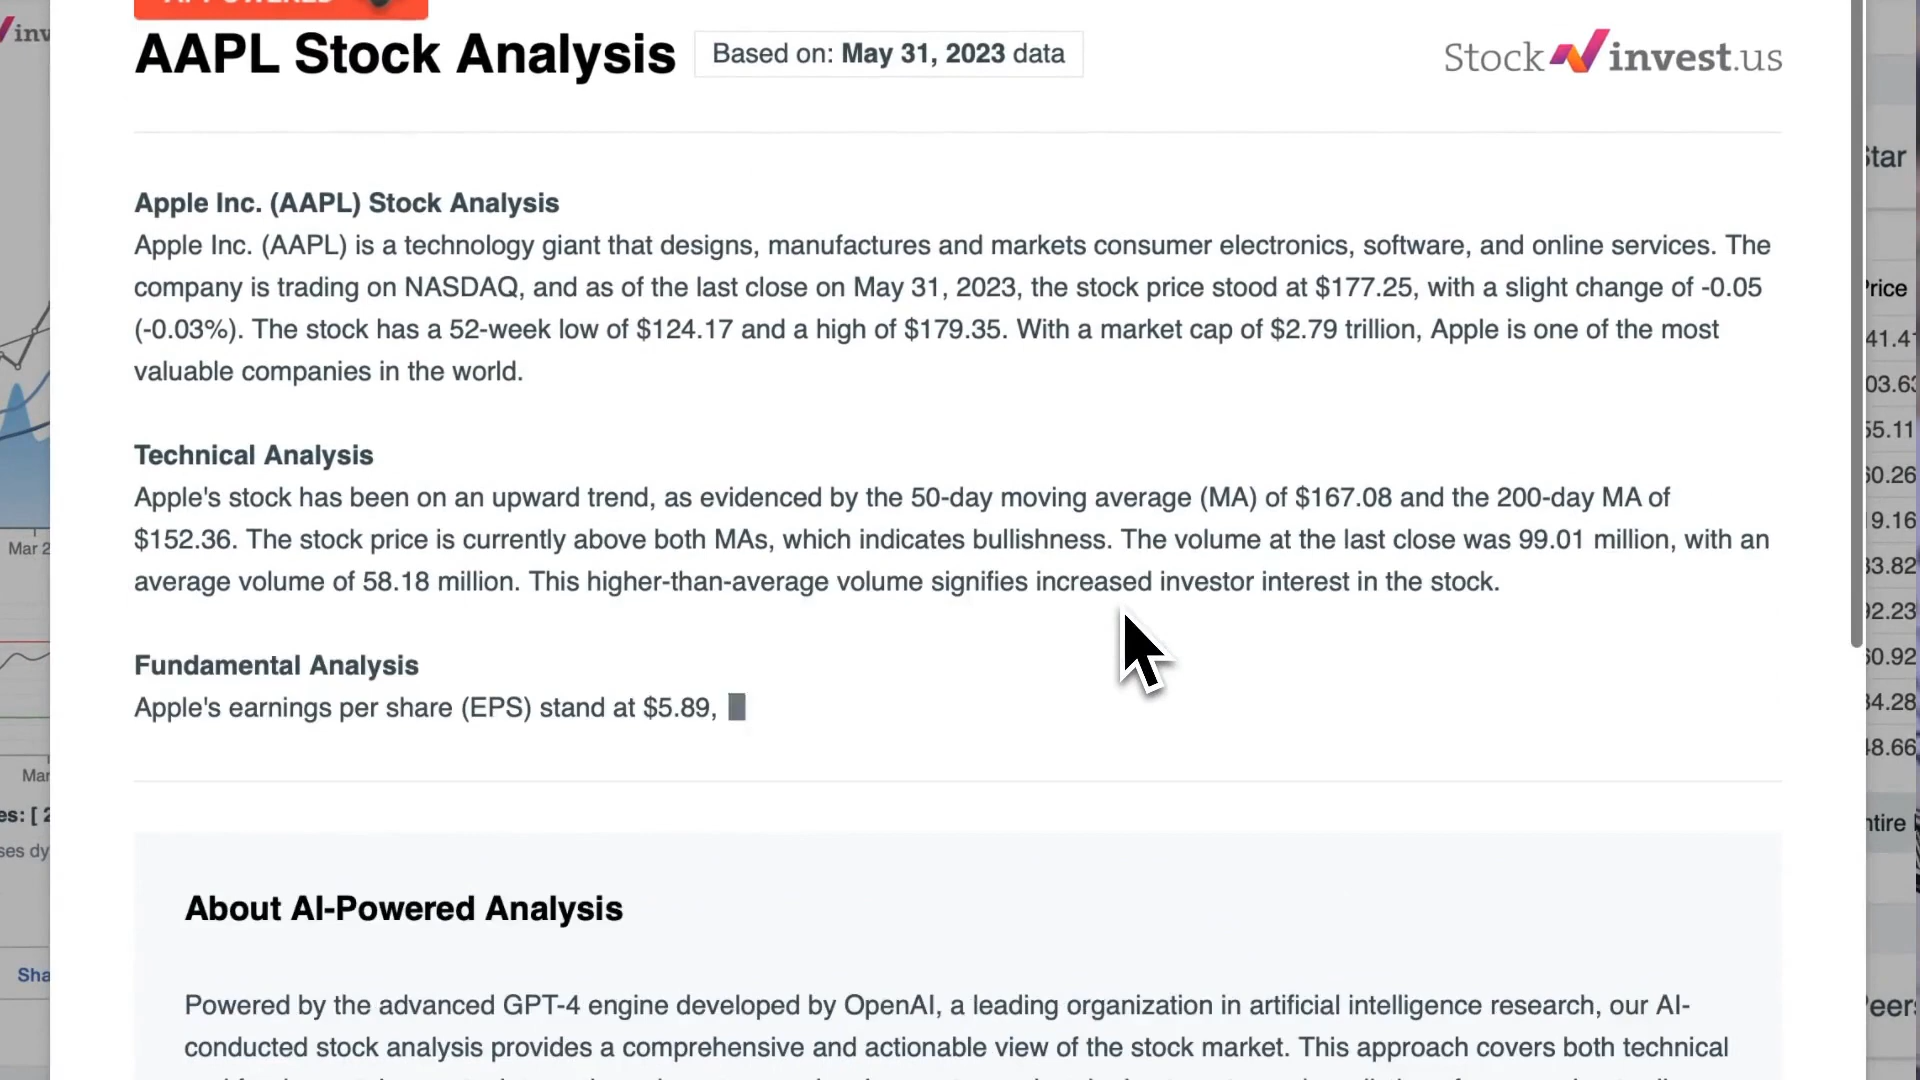 AAPL Stock Analysis
Based on: May 31, 2023 data
Stock invest.us
Apple Inc. (AAPL) Stock Analysis
Apple Inc. (AAPL) is a technology giant that designs, manufactures and markets consumer electronics, software, and online services. The
company is trading on NASDAQ, and as of the last close on May 31, 2023, the stock price stood at $177.25, with a slight change of -0.05
(-0.03%). The stock has a 52-week low of $124.17 and a high of $179.35. With a market cap of $2.79 trillion, Apple is one of the most
valuable companies in the world.
Technical Analysis
Apple's stock has been on an upward trend, as evidenced by the 50-day moving average (MA) of $167.08 and the 200-day MA of
$152.36. The stock price is currently above both MAs, which indicates bullishness. The volume at the last close was 99.01 million, with an
average volume of 58.18 million. This higher-than-average volume signifies increased investor interest in the stock.
Fundamental Analysis
Apple's earnings per share (EPS) stand at $5.89,
About AI-Powered Analysis
Powered by the advanced GPT-4 engine developed by OpenAI, a leading organization in artificial intelligence research, our AI-
conducted stock analysis provides a comprehensive and actionable view of the stock market. This approach covers both technical